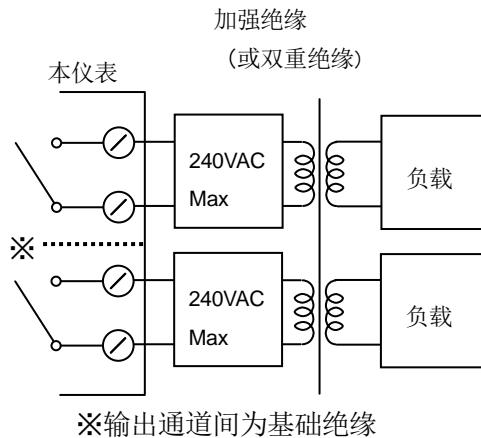 加强绝缘
（或双重绝缘）
本仪表
240VAC
Max
负载
※
240VAC
Max
负载
※输出通道间为基础绝缘